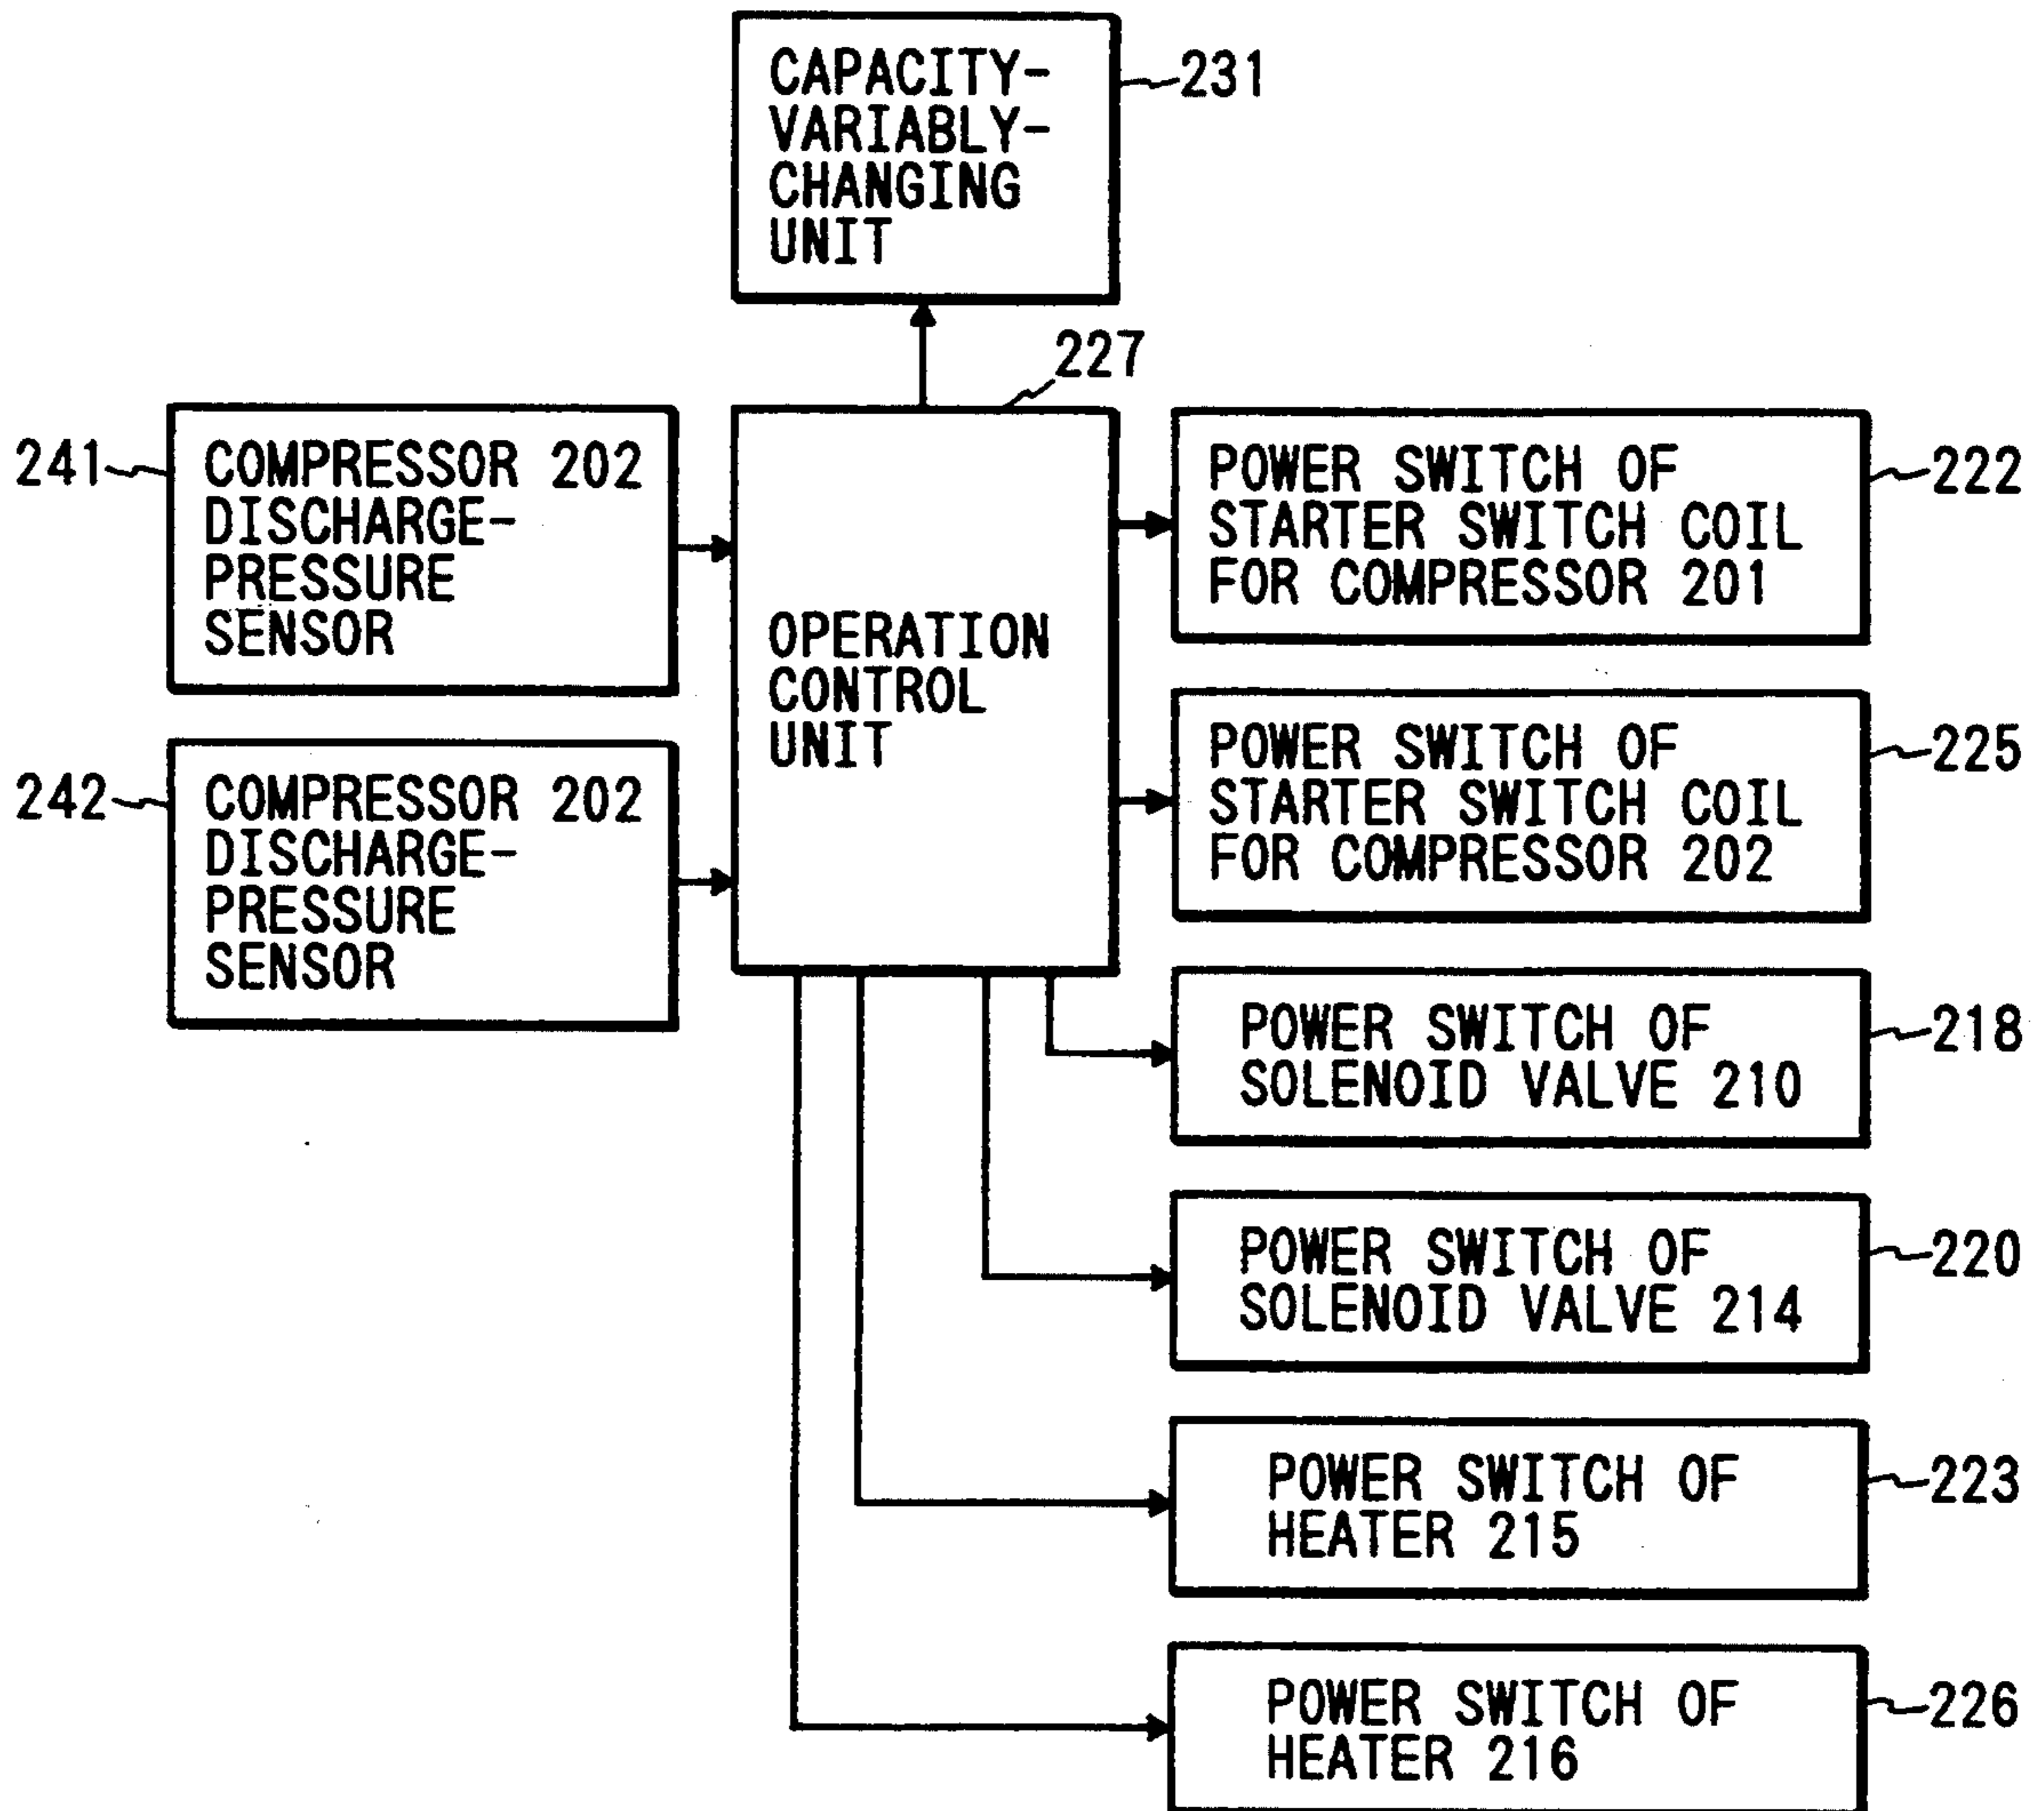 CAPACITY-
VARIABLY-
CHANGING
UNIT
231
227
241
COMPRESSOR 202
DISCHARGE-
PRESSURE
SENSOR
242
COMPRESSOR 202
DISCHARGE-
PRESSURE
SENSOR
OPERATION
CONTROL
UNIT
POWER SWITCH OF
STARTER SWITCH COIL
FOR COMPRESSOR 201
222
POWER SWITCH OF
STARTER SWITCH COIL
FOR COMPRESSOR 202
225
POWER SWITCH OF
SOLENOID VALVE 210
218
POWER SWITCH OF
SOLENOID VALVE 214
220
POWER SWITCH OF
HEATER 215
223
POWER SWITCH OF
HEATER 216
226